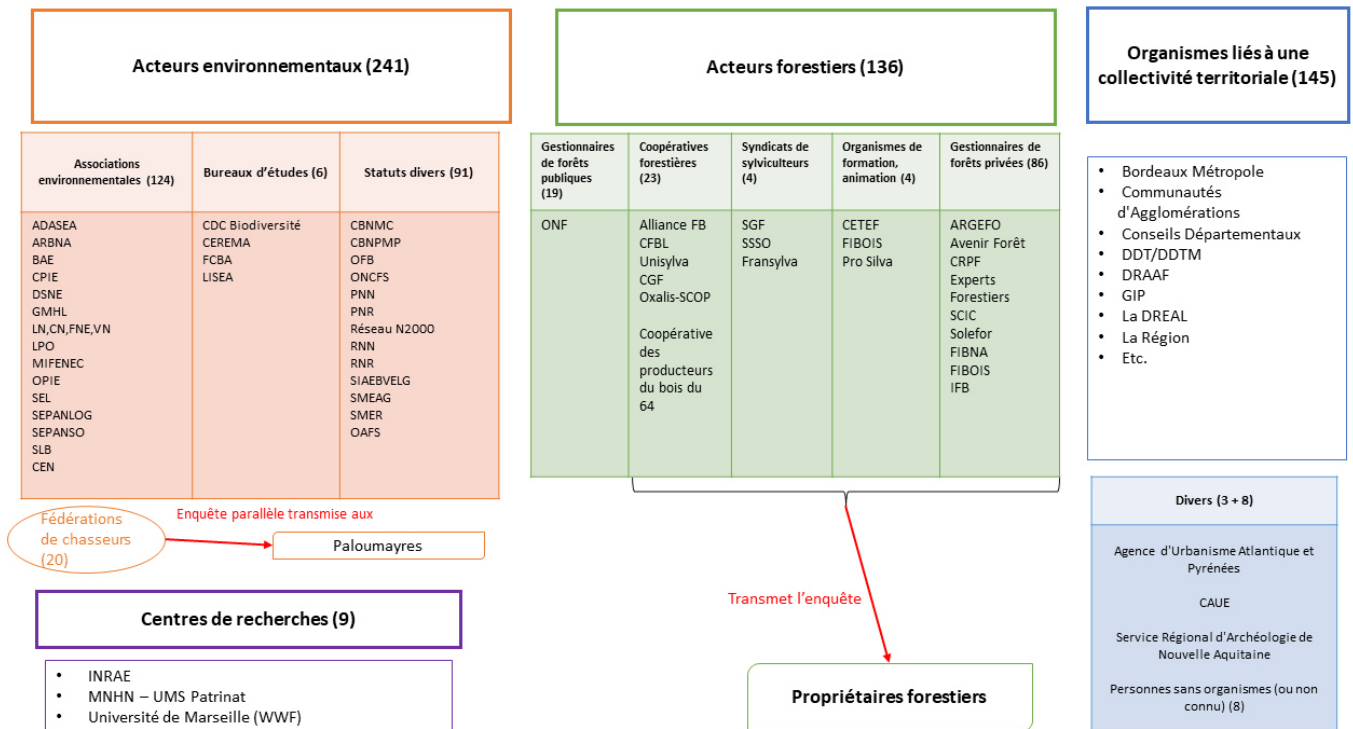 Acteurs environnementaux (241)
Associations
environnementales (124)
Bureaux d'études (6)
Statuts divers (91)
ADASEA
ARBNA
BAE
CPIE
DSNE
GMHL
LN,CN,FNE,VN
LPO
MIFENEC
OPIE
SEL
SEPANLOG
SEPANSO
SLB
CEN
CDC Biodiversité
CEREMA
FCBA
LISEA
CBNMC
CBNPMP
OFB
ONCFS
PNN
PNR
Réseau N2000
RNN
RNR
SIAEBVELG
SMEAG
SMER
OAFS
Fédérations
de chasseurs
(20)
Enquête parallèle transmise aux
Paloumayres
Centres de recherches (9)
• INRAE
• MNHN – UMS Patrinat
• Université de Marseille (WWF)
Acteurs forestiers (136)
Gestionnaires
de forêts
publiques
(19)
Coopératives
forestières
(23)
Syndicats de
sylviculteurs
(4)
Organismes de
formation,
animation (4)
Gestionnaires de
forêts privées (86)
ONF
Alliance FB
CFBL
Unisylva
CGF
Oxalis-SCOP
Coopérative
des
producteurs
du bois du
64
SGF
SSSO
Fransylva
CETEF
FIBOIS
Pro Silva
ARGEFO
Avenir Forêt
CRPF
Experts
Forestiers
SCIC
Solefor
FIBNA
FIBOIS
IFB
Transmet l'enquête
Propriétaires forestiers
Organismes liés à une
collectivité territoriale (145)
• Bordeaux Métropole
• Communautés
d'Agglomérations
• Conseils Départementaux
• DDT/DDTM
• DRAAF
• GIP
• La DREAL
• La Région
• Etc.
Divers (3 + 8)
Agence d'Urbanisme Atlantique et
Pyrénées
CAUE
Service Régional d'Archéologie de
Nouvelle Aquitaine
Personnes sans organismes (ou non
connu) (8)